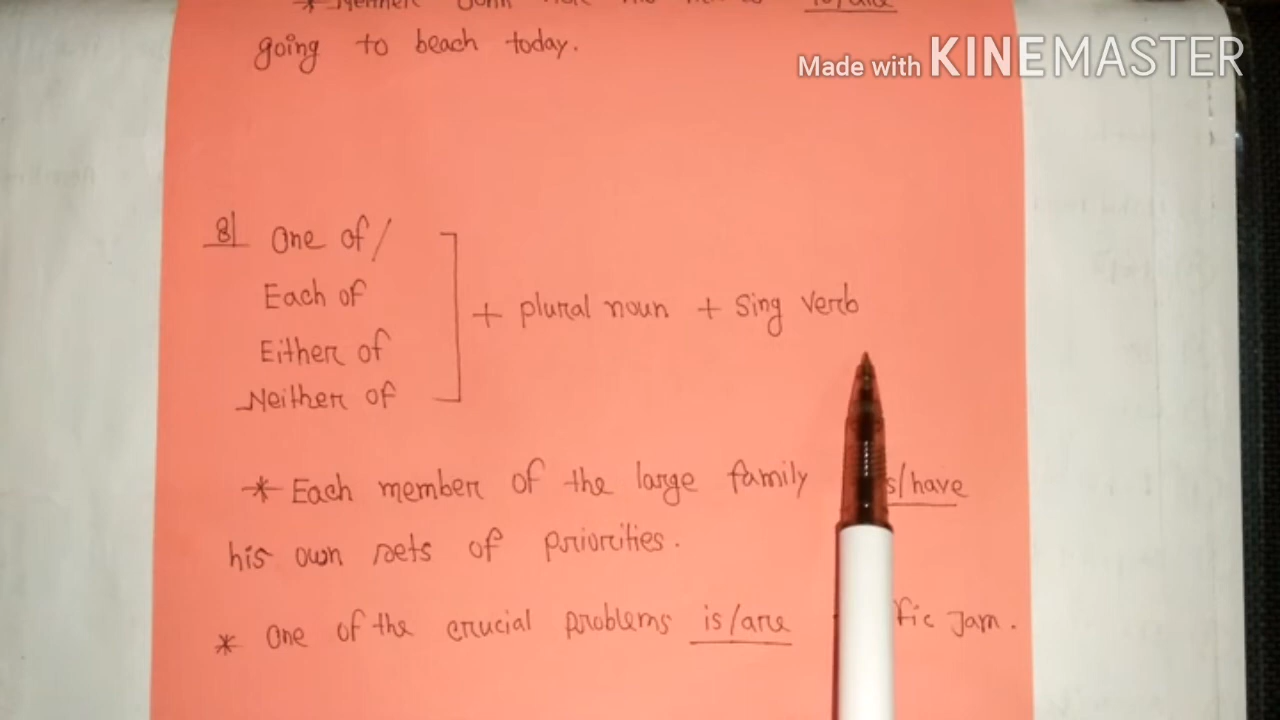 is/are
going to beach today.
Made with KINEMASTER
8| One of/
Each of
Either of
Neither of
+ plural noun + sing verb
* Each member of the large family s/have
his own sets of priorities.
* One of the crucial problems is/are fic Jam.